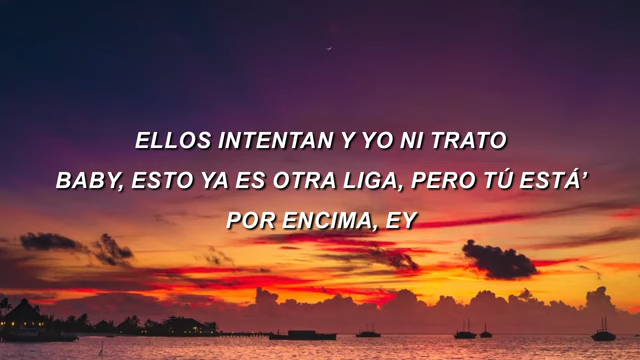 ELLOS INTENTAN Y YO NI TRATO
BABY, ESTO YA ES OTRA LIGA, PERO TÚ ESTÁ’
POR ENCIMA, EY